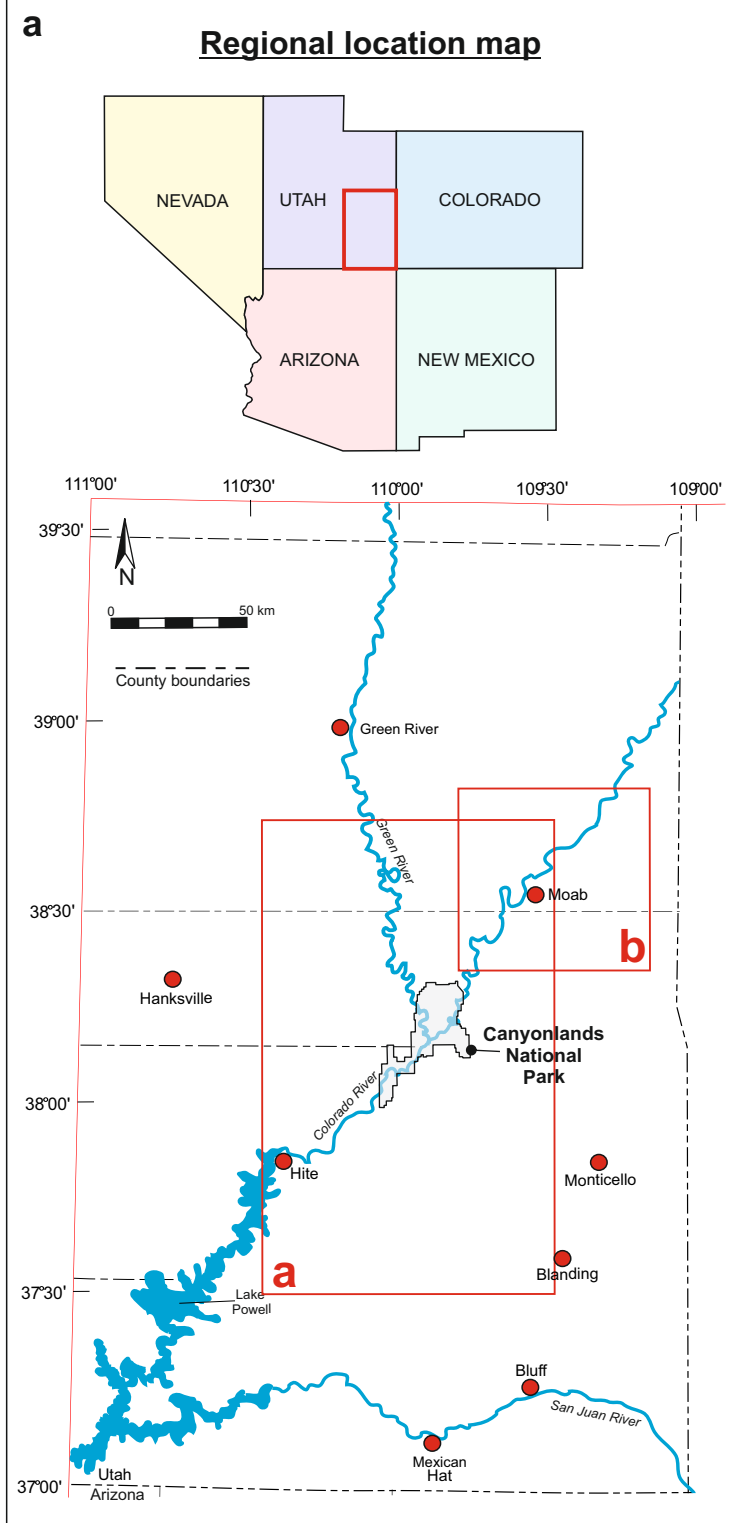 a
Regional location map
NEVADA
UTAH
COLORADO
ARIZONA
NEW MEXICO
111°00'
110°30'
110°00'
109°30'
109°00'
39°30'
N
0
50 km
County boundaries
39°00'
Green River
Green River
Moab
38°30'
b
Hanksville
Canyonlands
National
Park
38°00'
Colorado River
Hite
Monticello
a
Blanding
37°30'
Lake
Powell
Bluff
San Juan River
Mexican
Hat
Utah
37°00'
Arizona